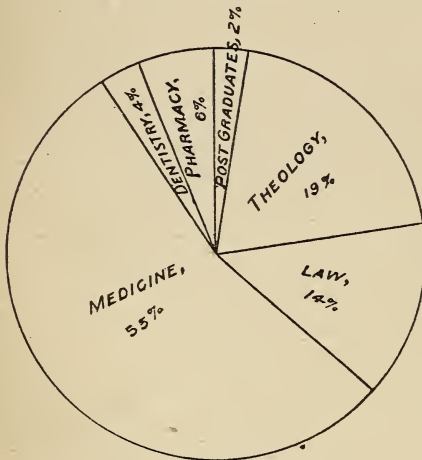 POST GRADUATES, 2%
THEOLOGY,
19%
LAW,
14%
MEDICINE,
55%
DENTISTRY, 4%
PHARMACY,
6%